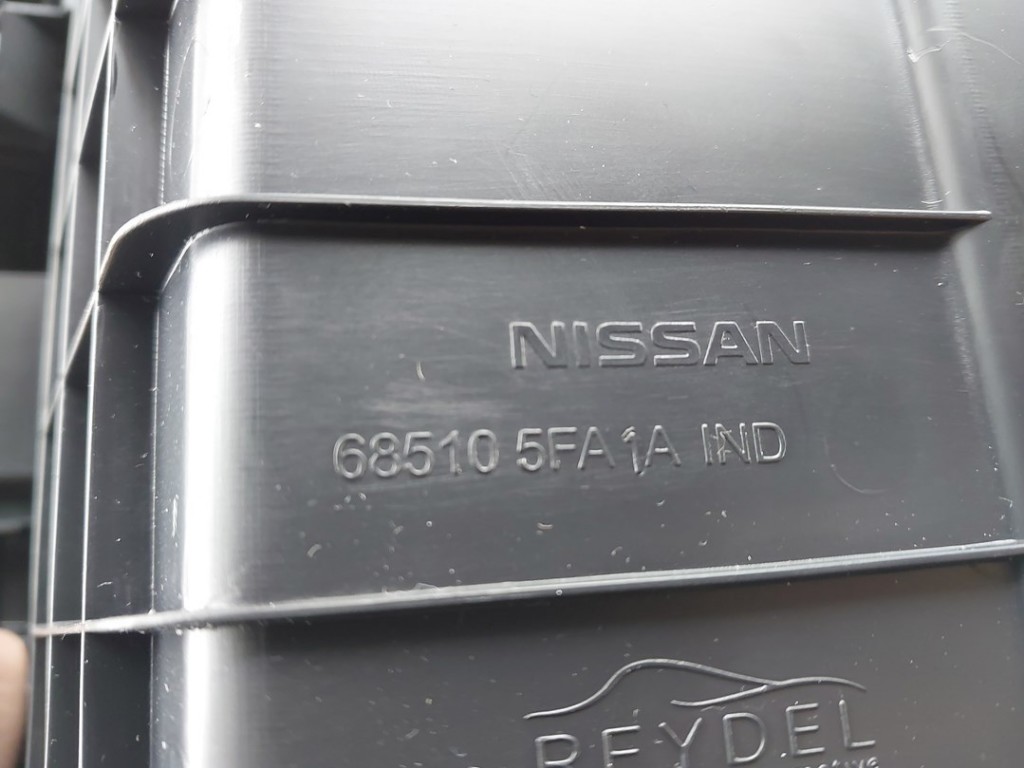 NISSAN
68510 5FA1A IND
REYDEL